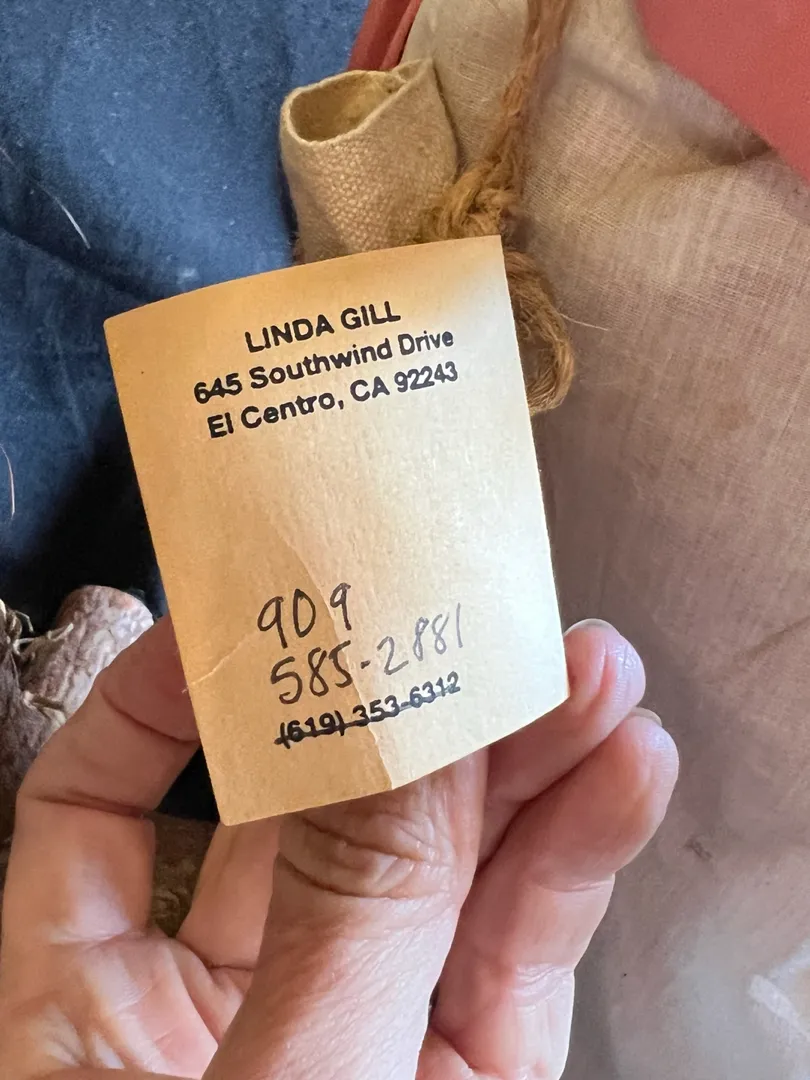 LINDA GILL
645 Southwind Drive
El Centro, CA 92243
909
585-2881
(619) 353-6312